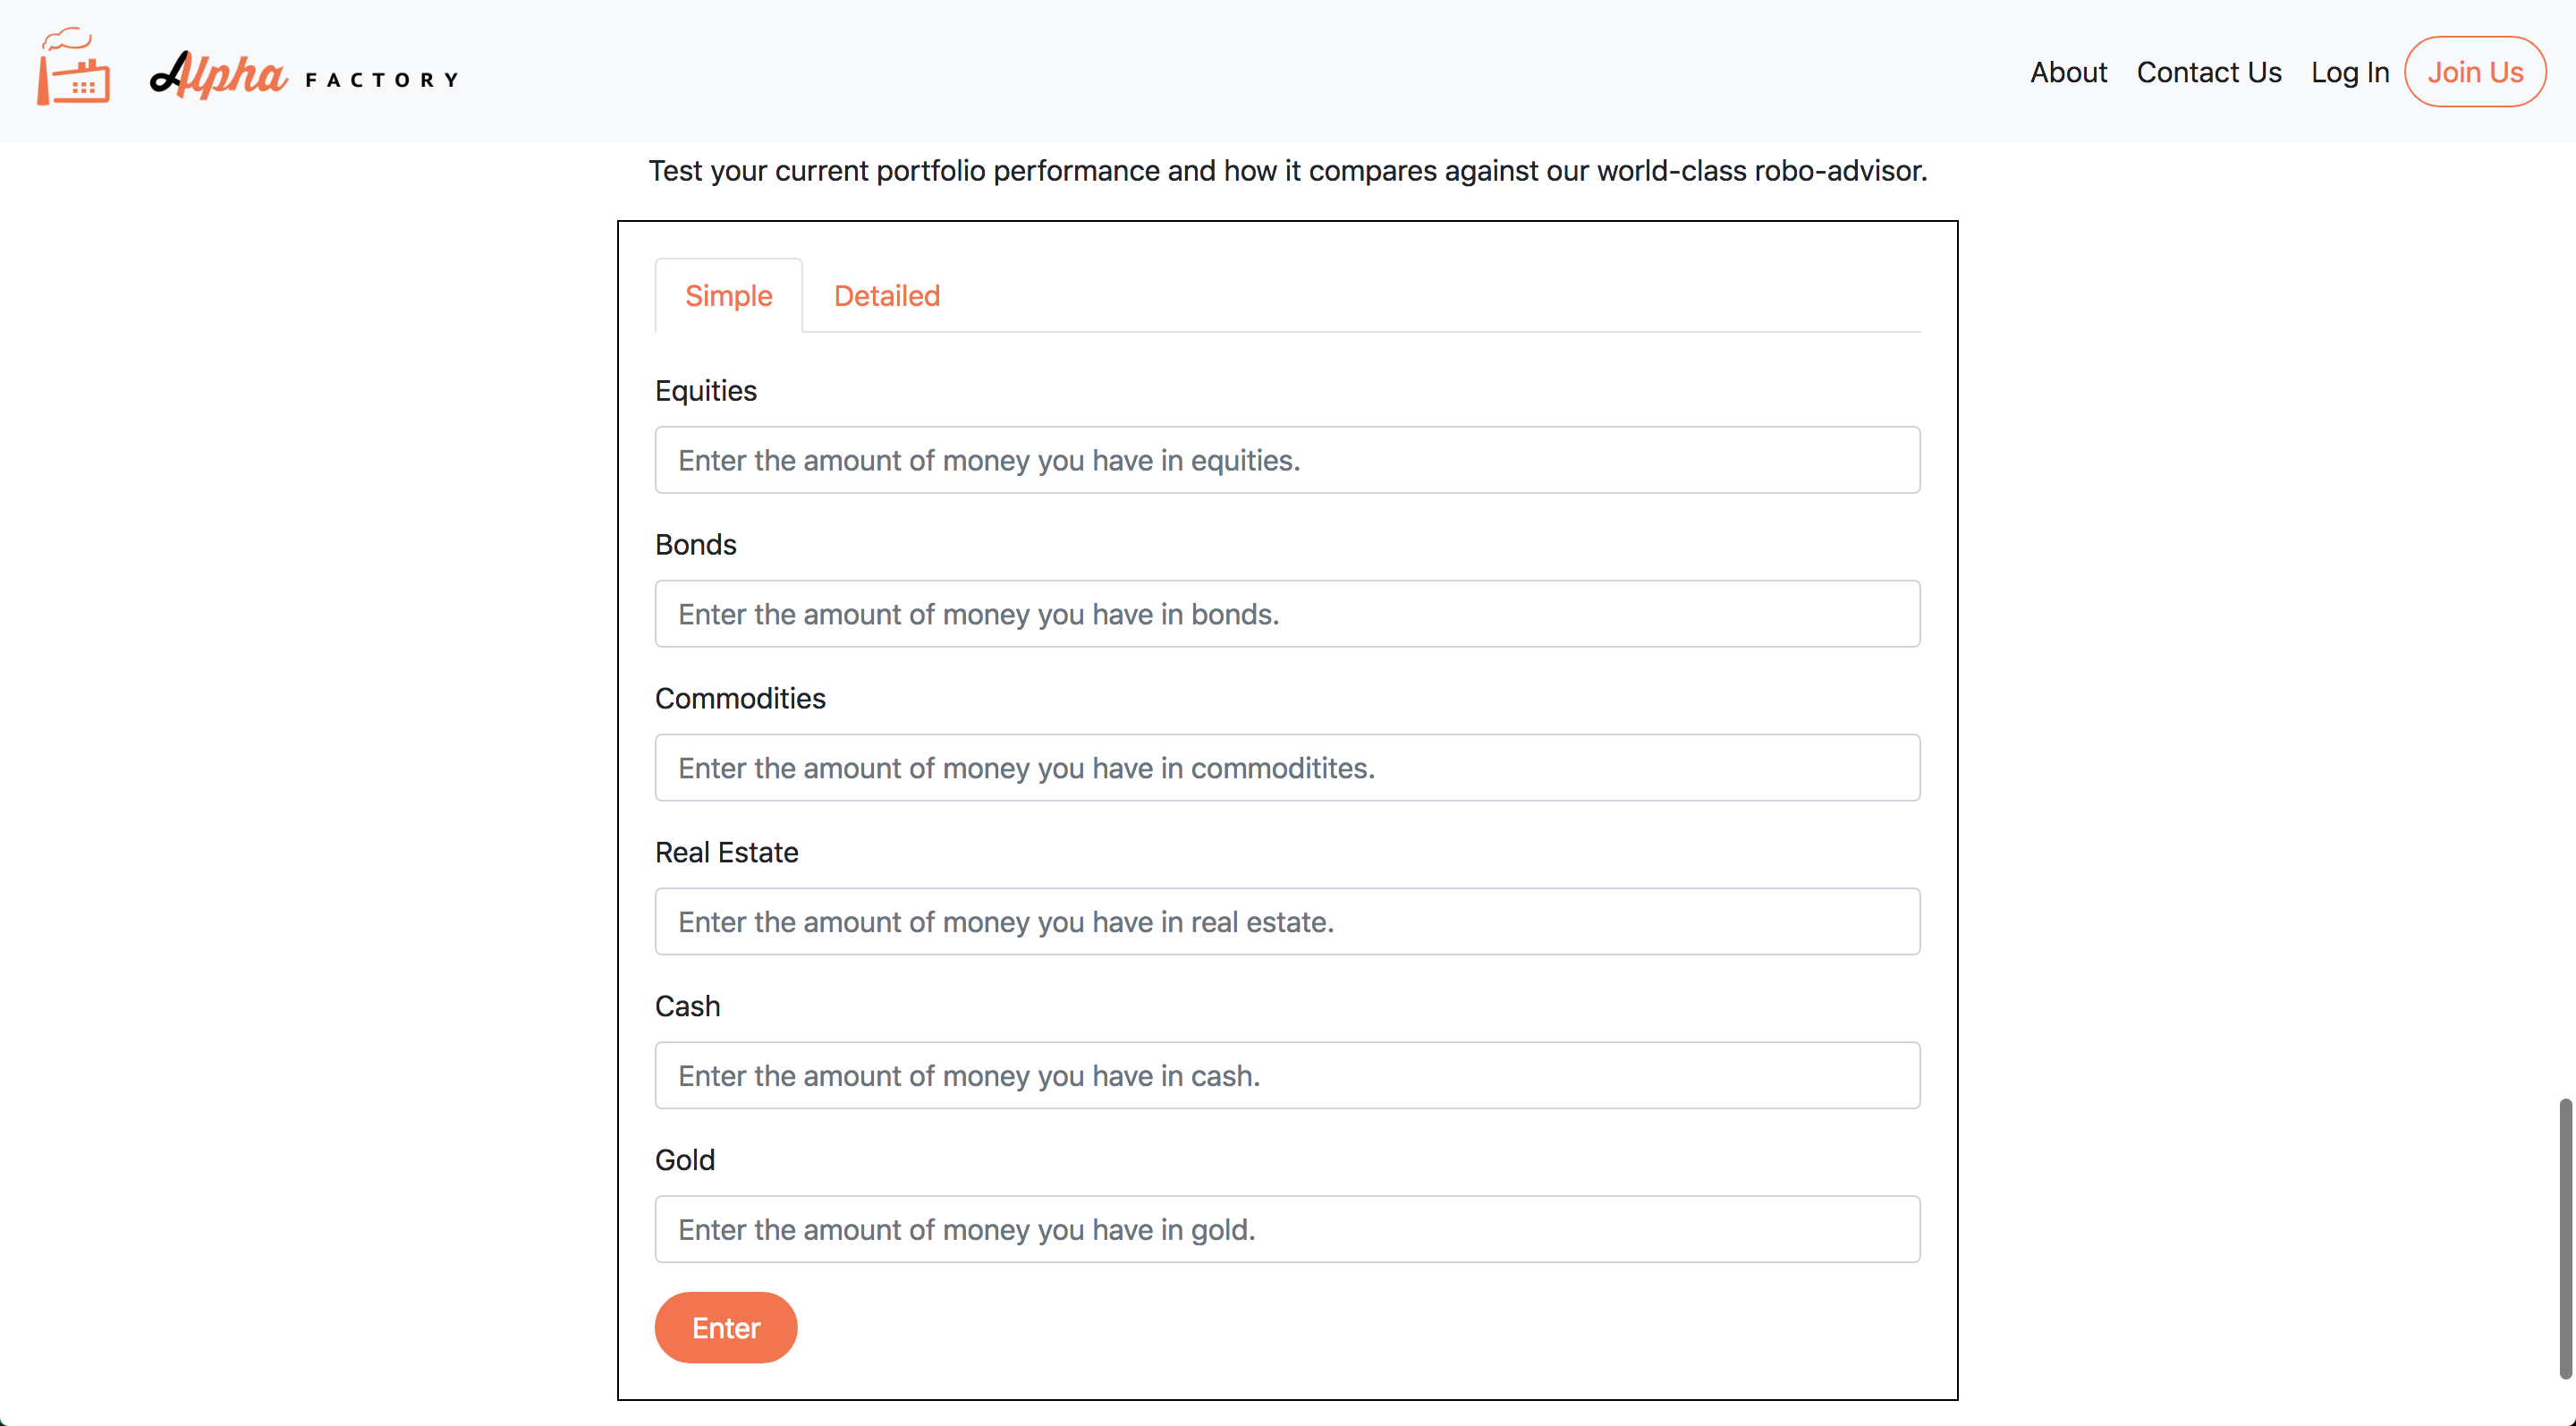 Alpha FACTORY
About Contact Us Log In Join Us
Test your current portfolio performance and how it compares against our world-class robo-advisor.
Simple Detailed
Equities
Enter the amount of money you have in equities.
Bonds
Enter the amount of money you have in bonds.
Commodities
Enter the amount of money you have in commoditites.
Real Estate
Enter the amount of money you have in real estate.
Cash
Enter the amount of money you have in cash.
Gold
Enter the amount of money you have in gold.
Enter